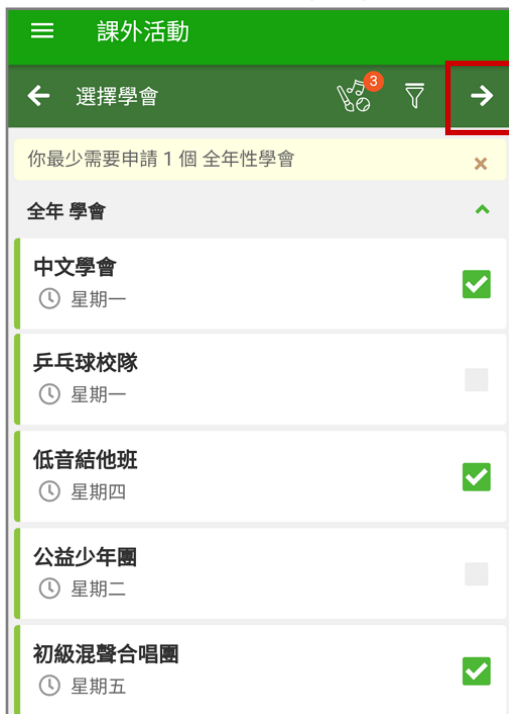 課外活動
選擇學會
3
你最少需要申請 1 個 全年性學會
全年 學會
中文學會
星期一
乒乓球校隊
星期一
低音結他班
星期四
公益少年團
星期二
初級混聲合唱團
星期五